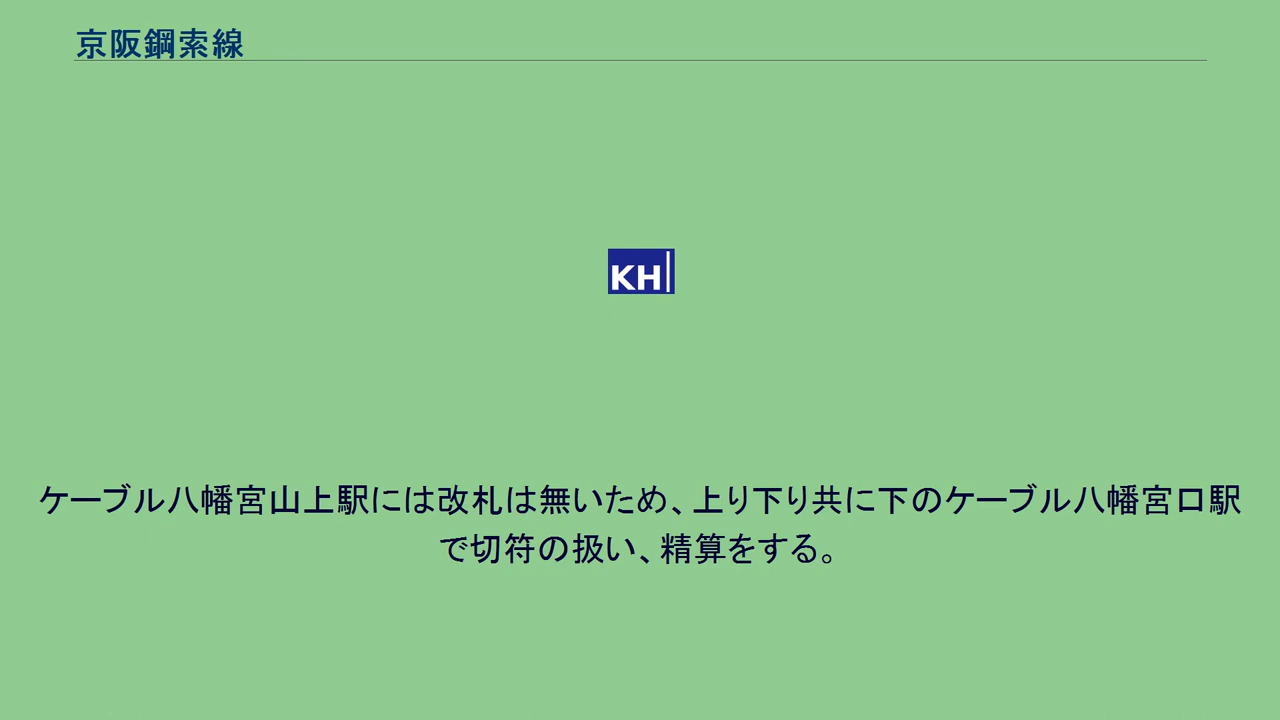 京阪鋼索線
KH
ケーブル八幡宮山上駅には改札は無いため、上り下り共に下のケーブル八幡宮口駅
で切符の扱い、精算をする。